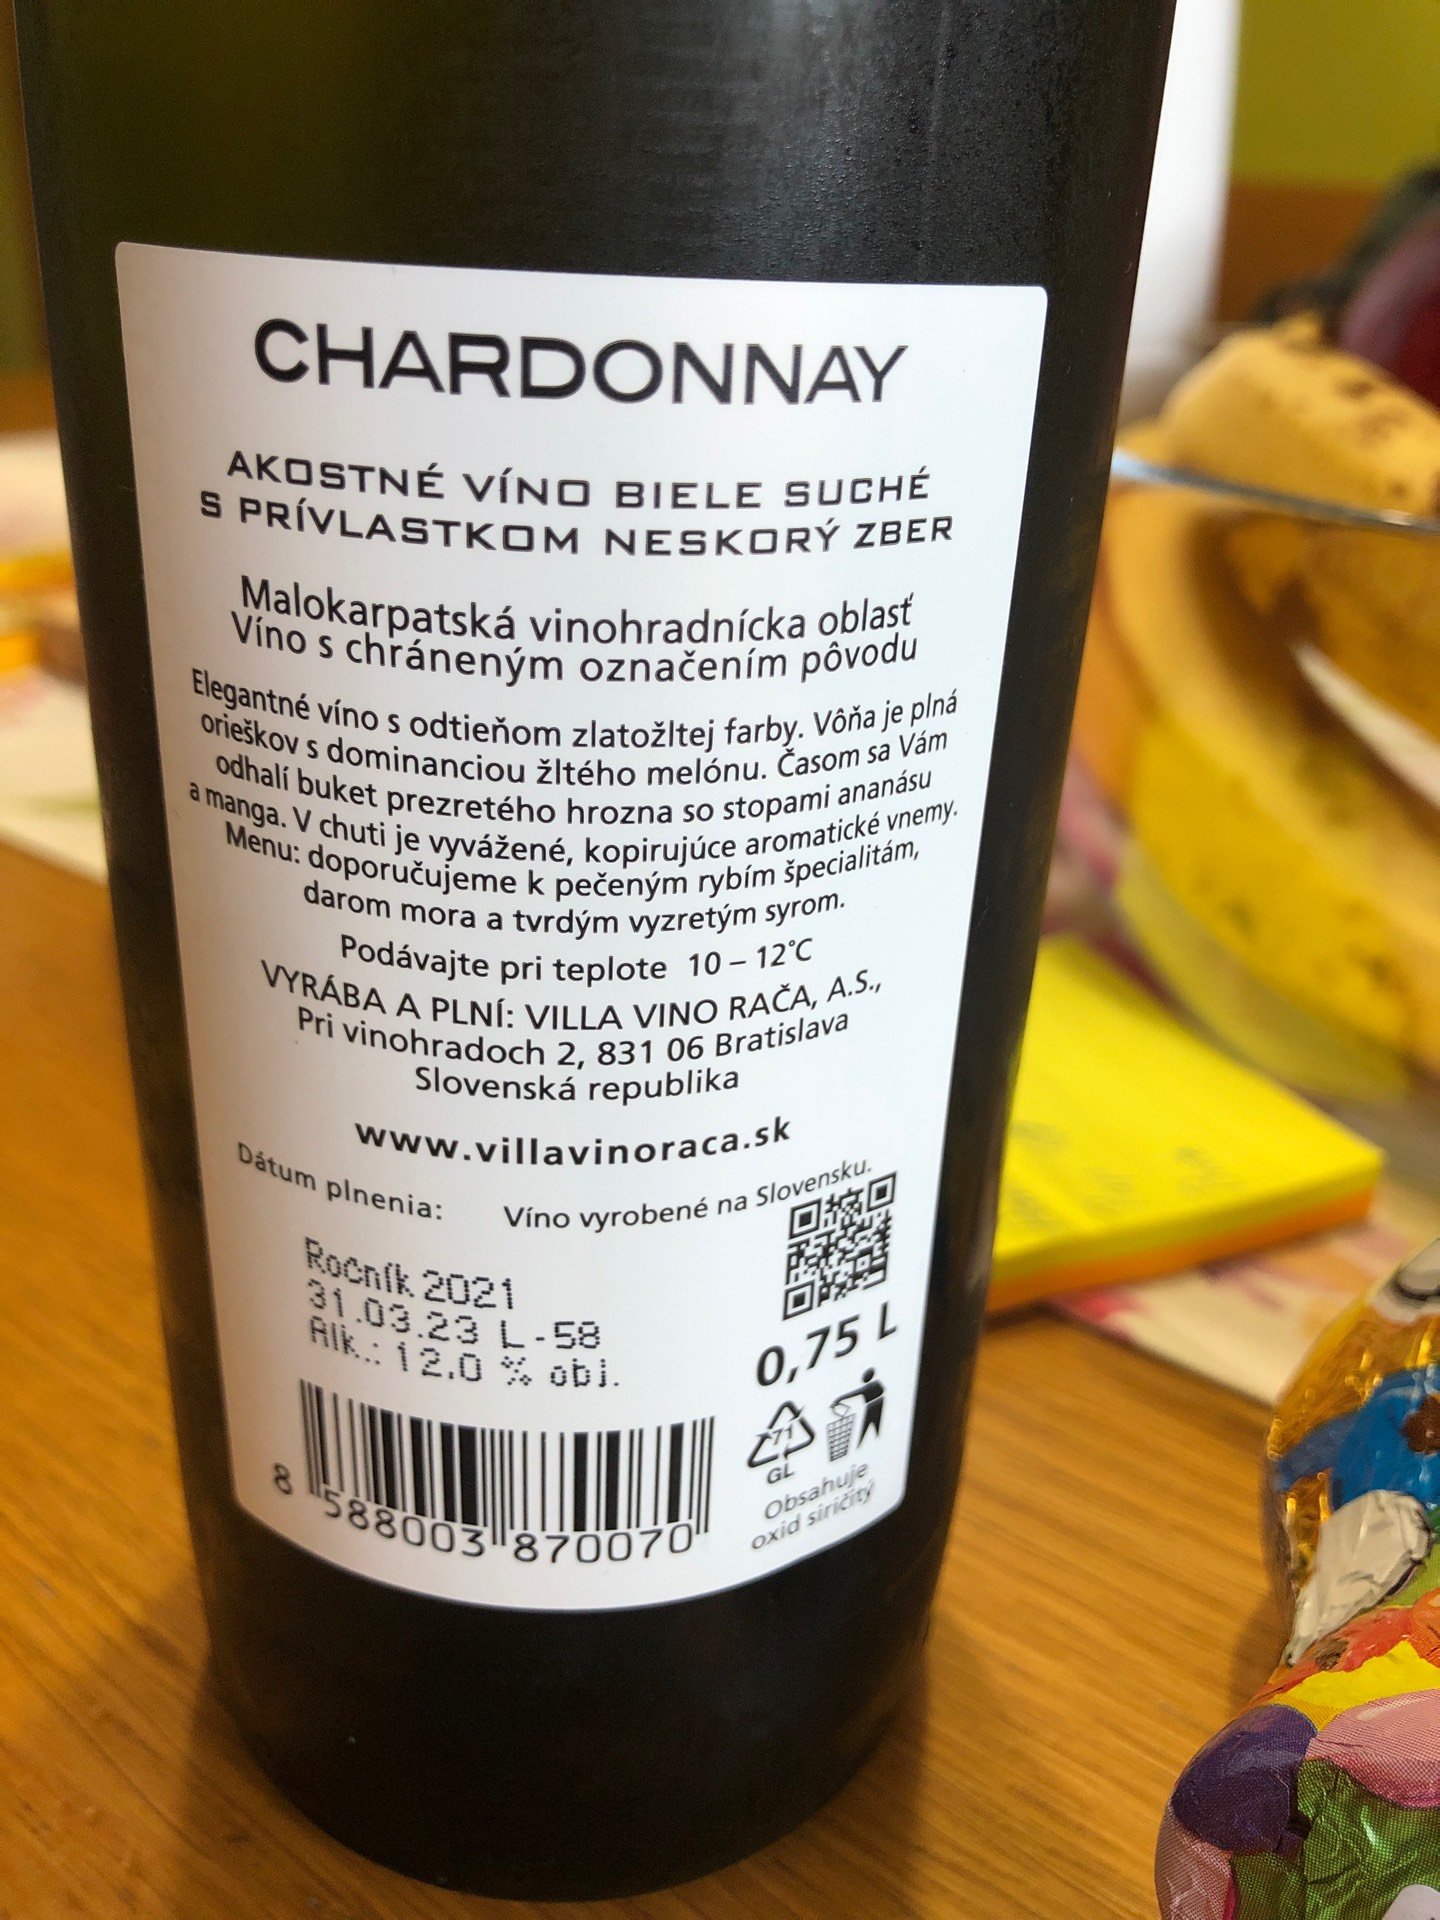 CHARDONNAY
AKOSTNÉ VÍNO BIELE SUCHÉ
S PRÍVLASTKOM NESKORÝ ZBER
Malokarpatská vinohradnícka oblasť
Víno s chráneným označením pôvodu
Elegantné víno s odtieňom zlatožltej farby. Vôňa je plná
orieškov s dominanciou žltého melónu. Časom sa Vám
odhalí buket prezretého hrozna so stopami ananásu
a manga. V chuti je vyvážené, kopirujúce aromatické vnemy.
Menu: doporučujeme k pečeným rybím špecialitám,
darom mora a tvrdým vyzretým syrom.
Podávajte pri teplote 10 – 12°C
VYRÁBA A PLNÍ: VILLA VINO RAČA, A.S.,
Pri vinohradoch 2, 831 06 Bratislava
Slovenská republika
www.villavinoraca.sk
Dátum plnenia: Víno vyrobené na Slovensku.
Ročník 2021
31.03.23 L-58
Alk.: 12.0 % obj.
0,75 L
71
GL
Obsahuje
oxid siričitý
8 588003 870070